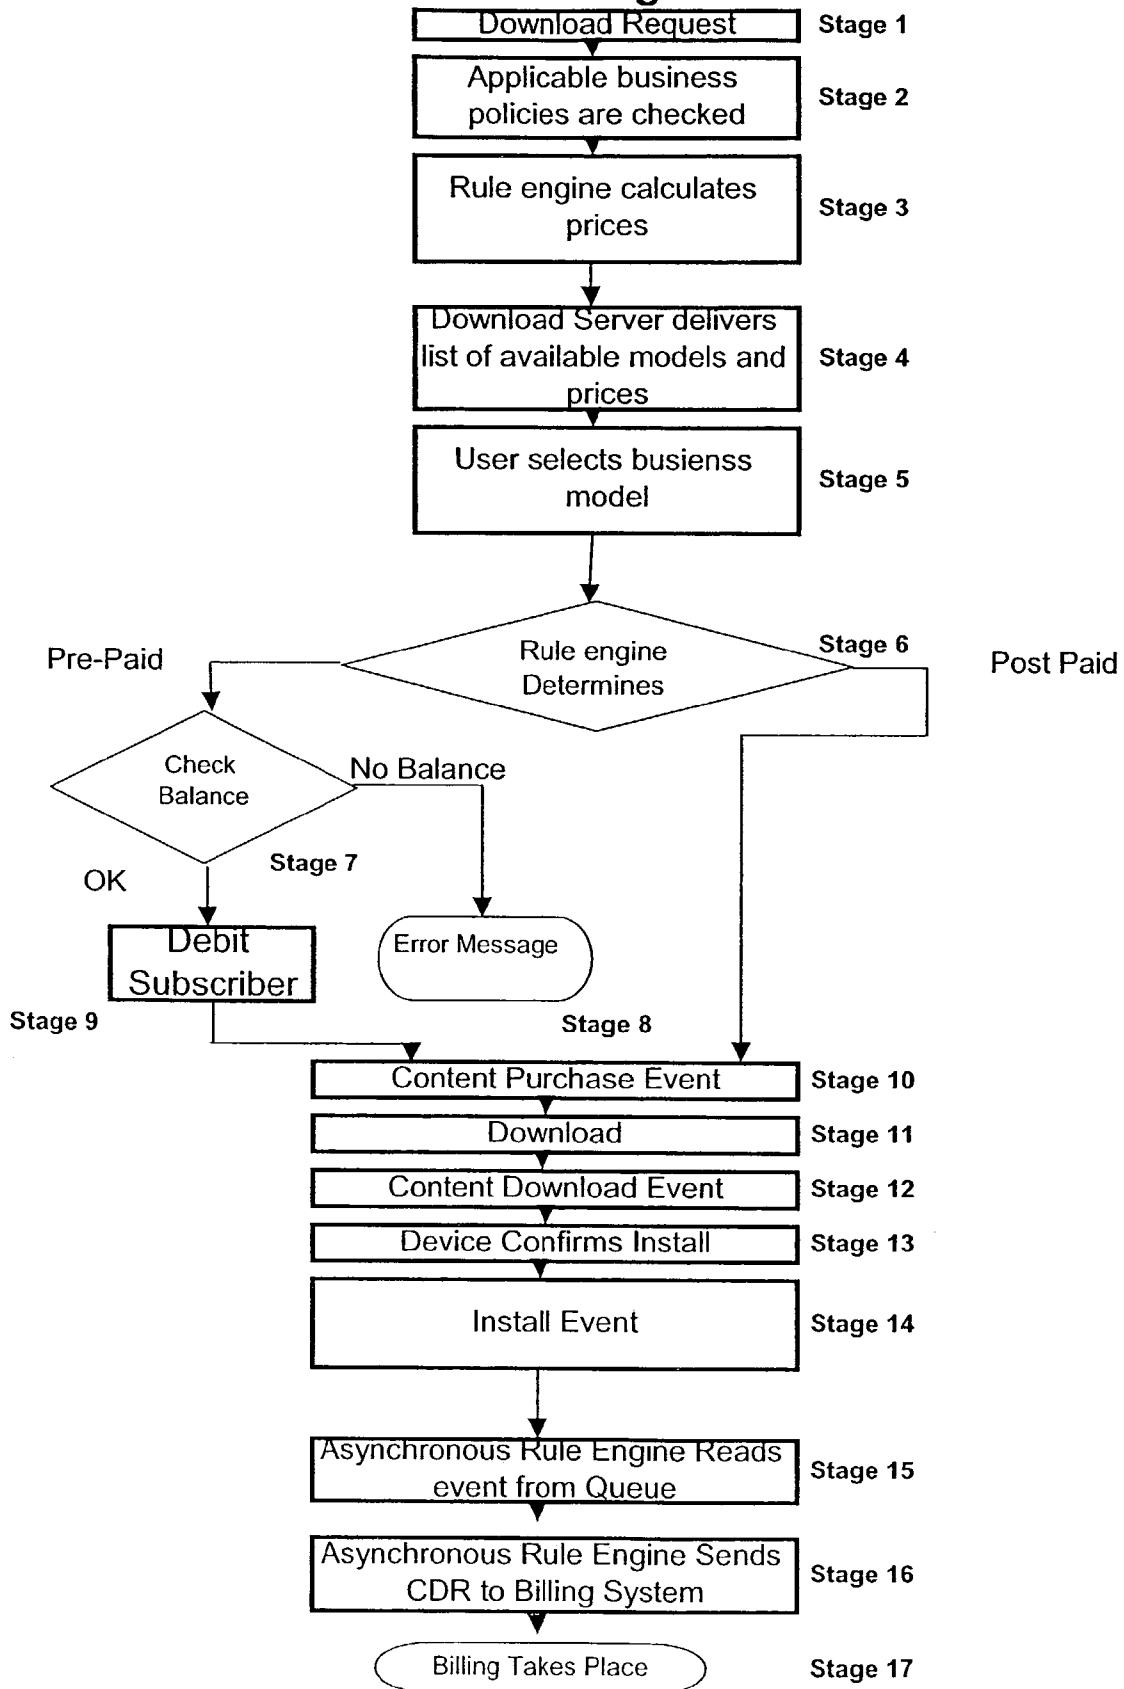 Download Request
Stage 1
Applicable business
policies are checked
Stage 2
Rule engine calculates
prices
Stage 3
Download Server delivers
list of available models and
prices
Stage 4
User selects busienss
model
Stage 5
Rule engine
Determines
Stage 6
Pre-Paid
Post Paid
Check
Balance
No Balance
Stage 7
OK
Debit
Subscriber
Error Message
Stage 9
Stage 8
Content Purchase Event
Stage 10
Download
Stage 11
Content Download Event
Stage 12
Device Confirms Install
Stage 13
Install Event
Stage 14
Asynchronous Rule Engine Reads
event from Queue
Stage 15
Asynchronous Rule Engine Sends
CDR to Billing System
Stage 16
Billing Takes Place
Stage 17